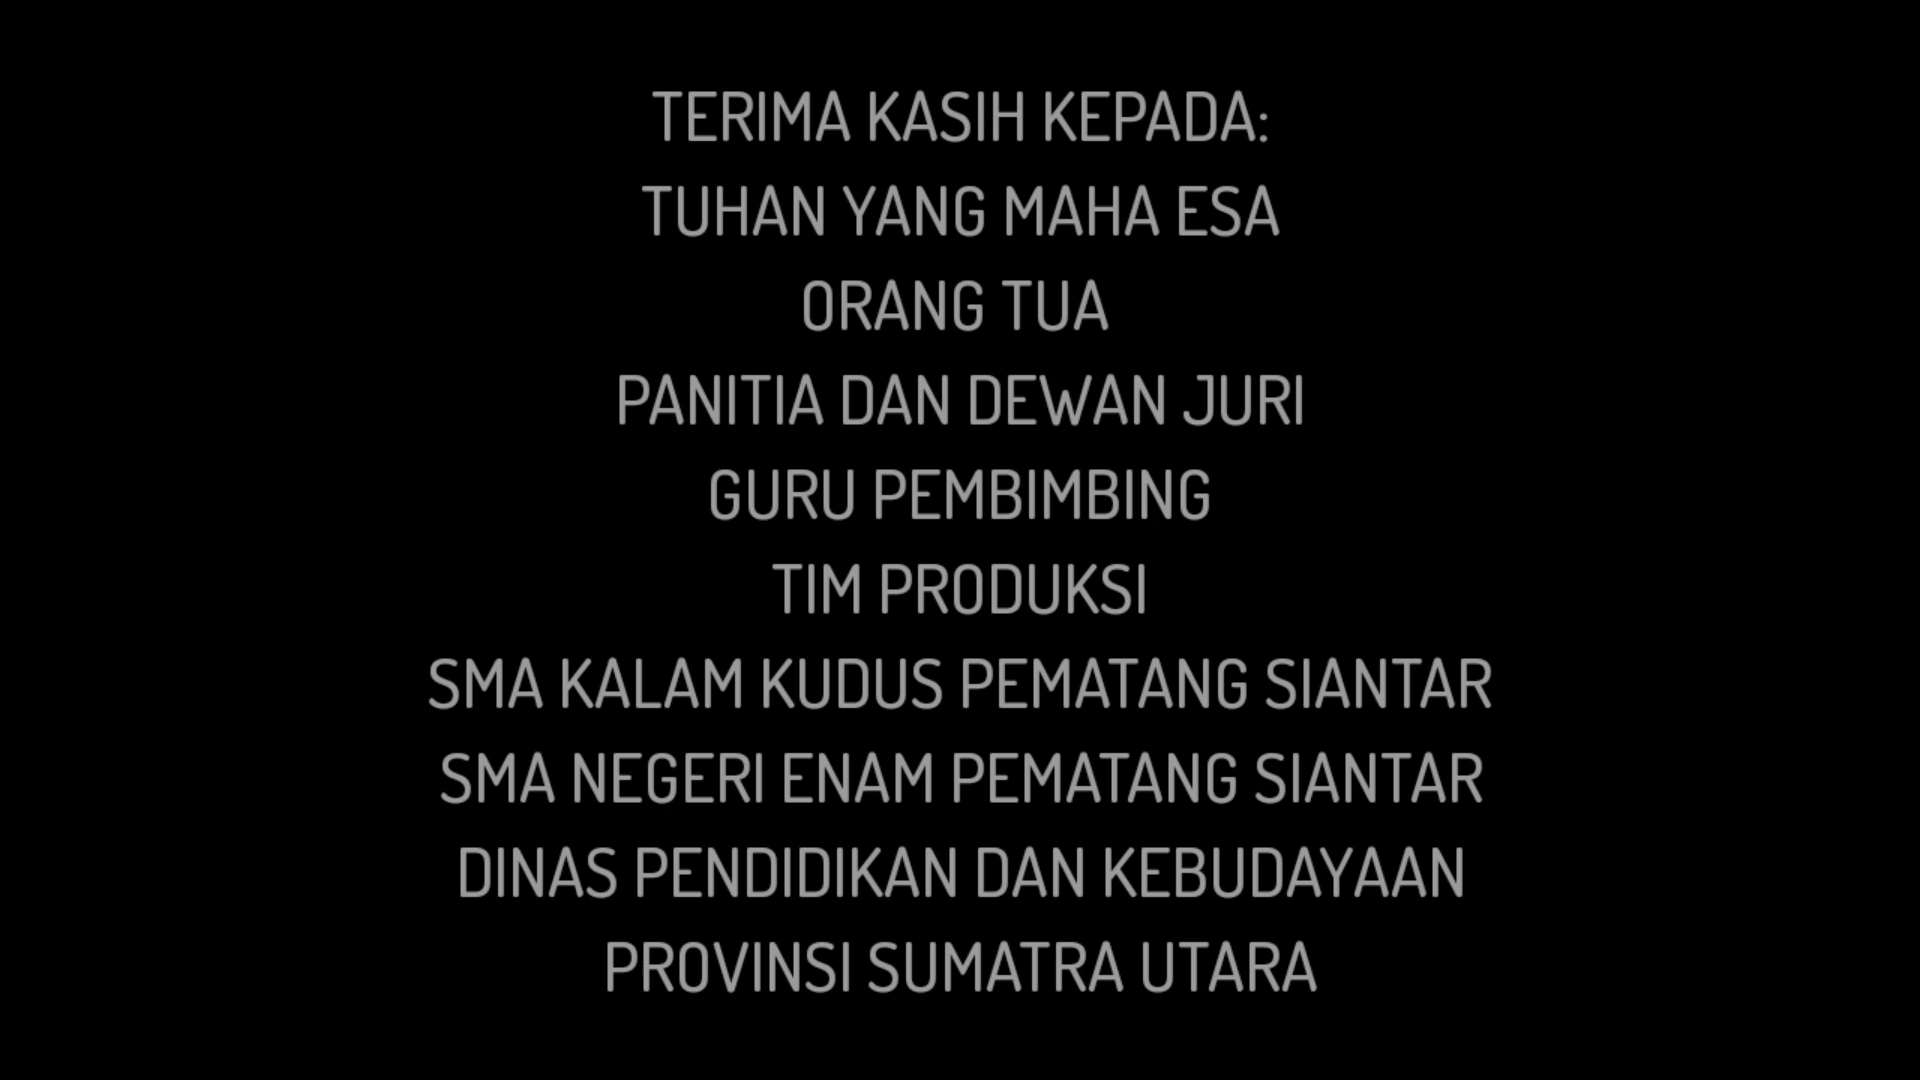 TERIMA KASIH KEPADA:
TUHAN YANG MAHA ESA
ORANG TUA
PANITIA DAN DEWAN JURI
GURU PEMBIMBING
TIM PRODUKSI
SMA KALAM KUDUS PEMATANG SIANTAR
SMA NEGERI ENAM PEMATANG SIANTAR
DINAS PENDIDIKAN DAN KEBUDAYAAN
PROVINSI SUMATRA UTARA